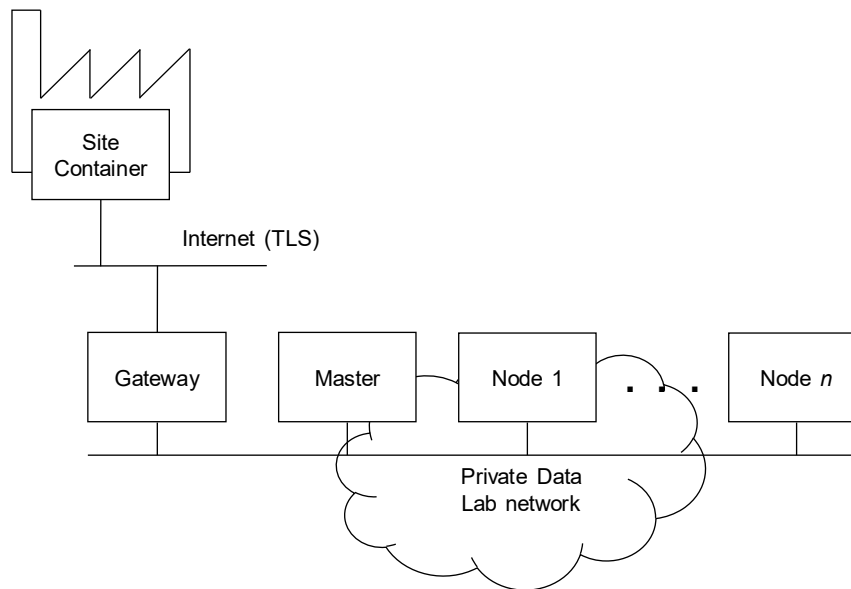 Site
Container
Internet (TLS)
Gateway
Master
Node 1
. . .
Node n
Private Data
Lab network